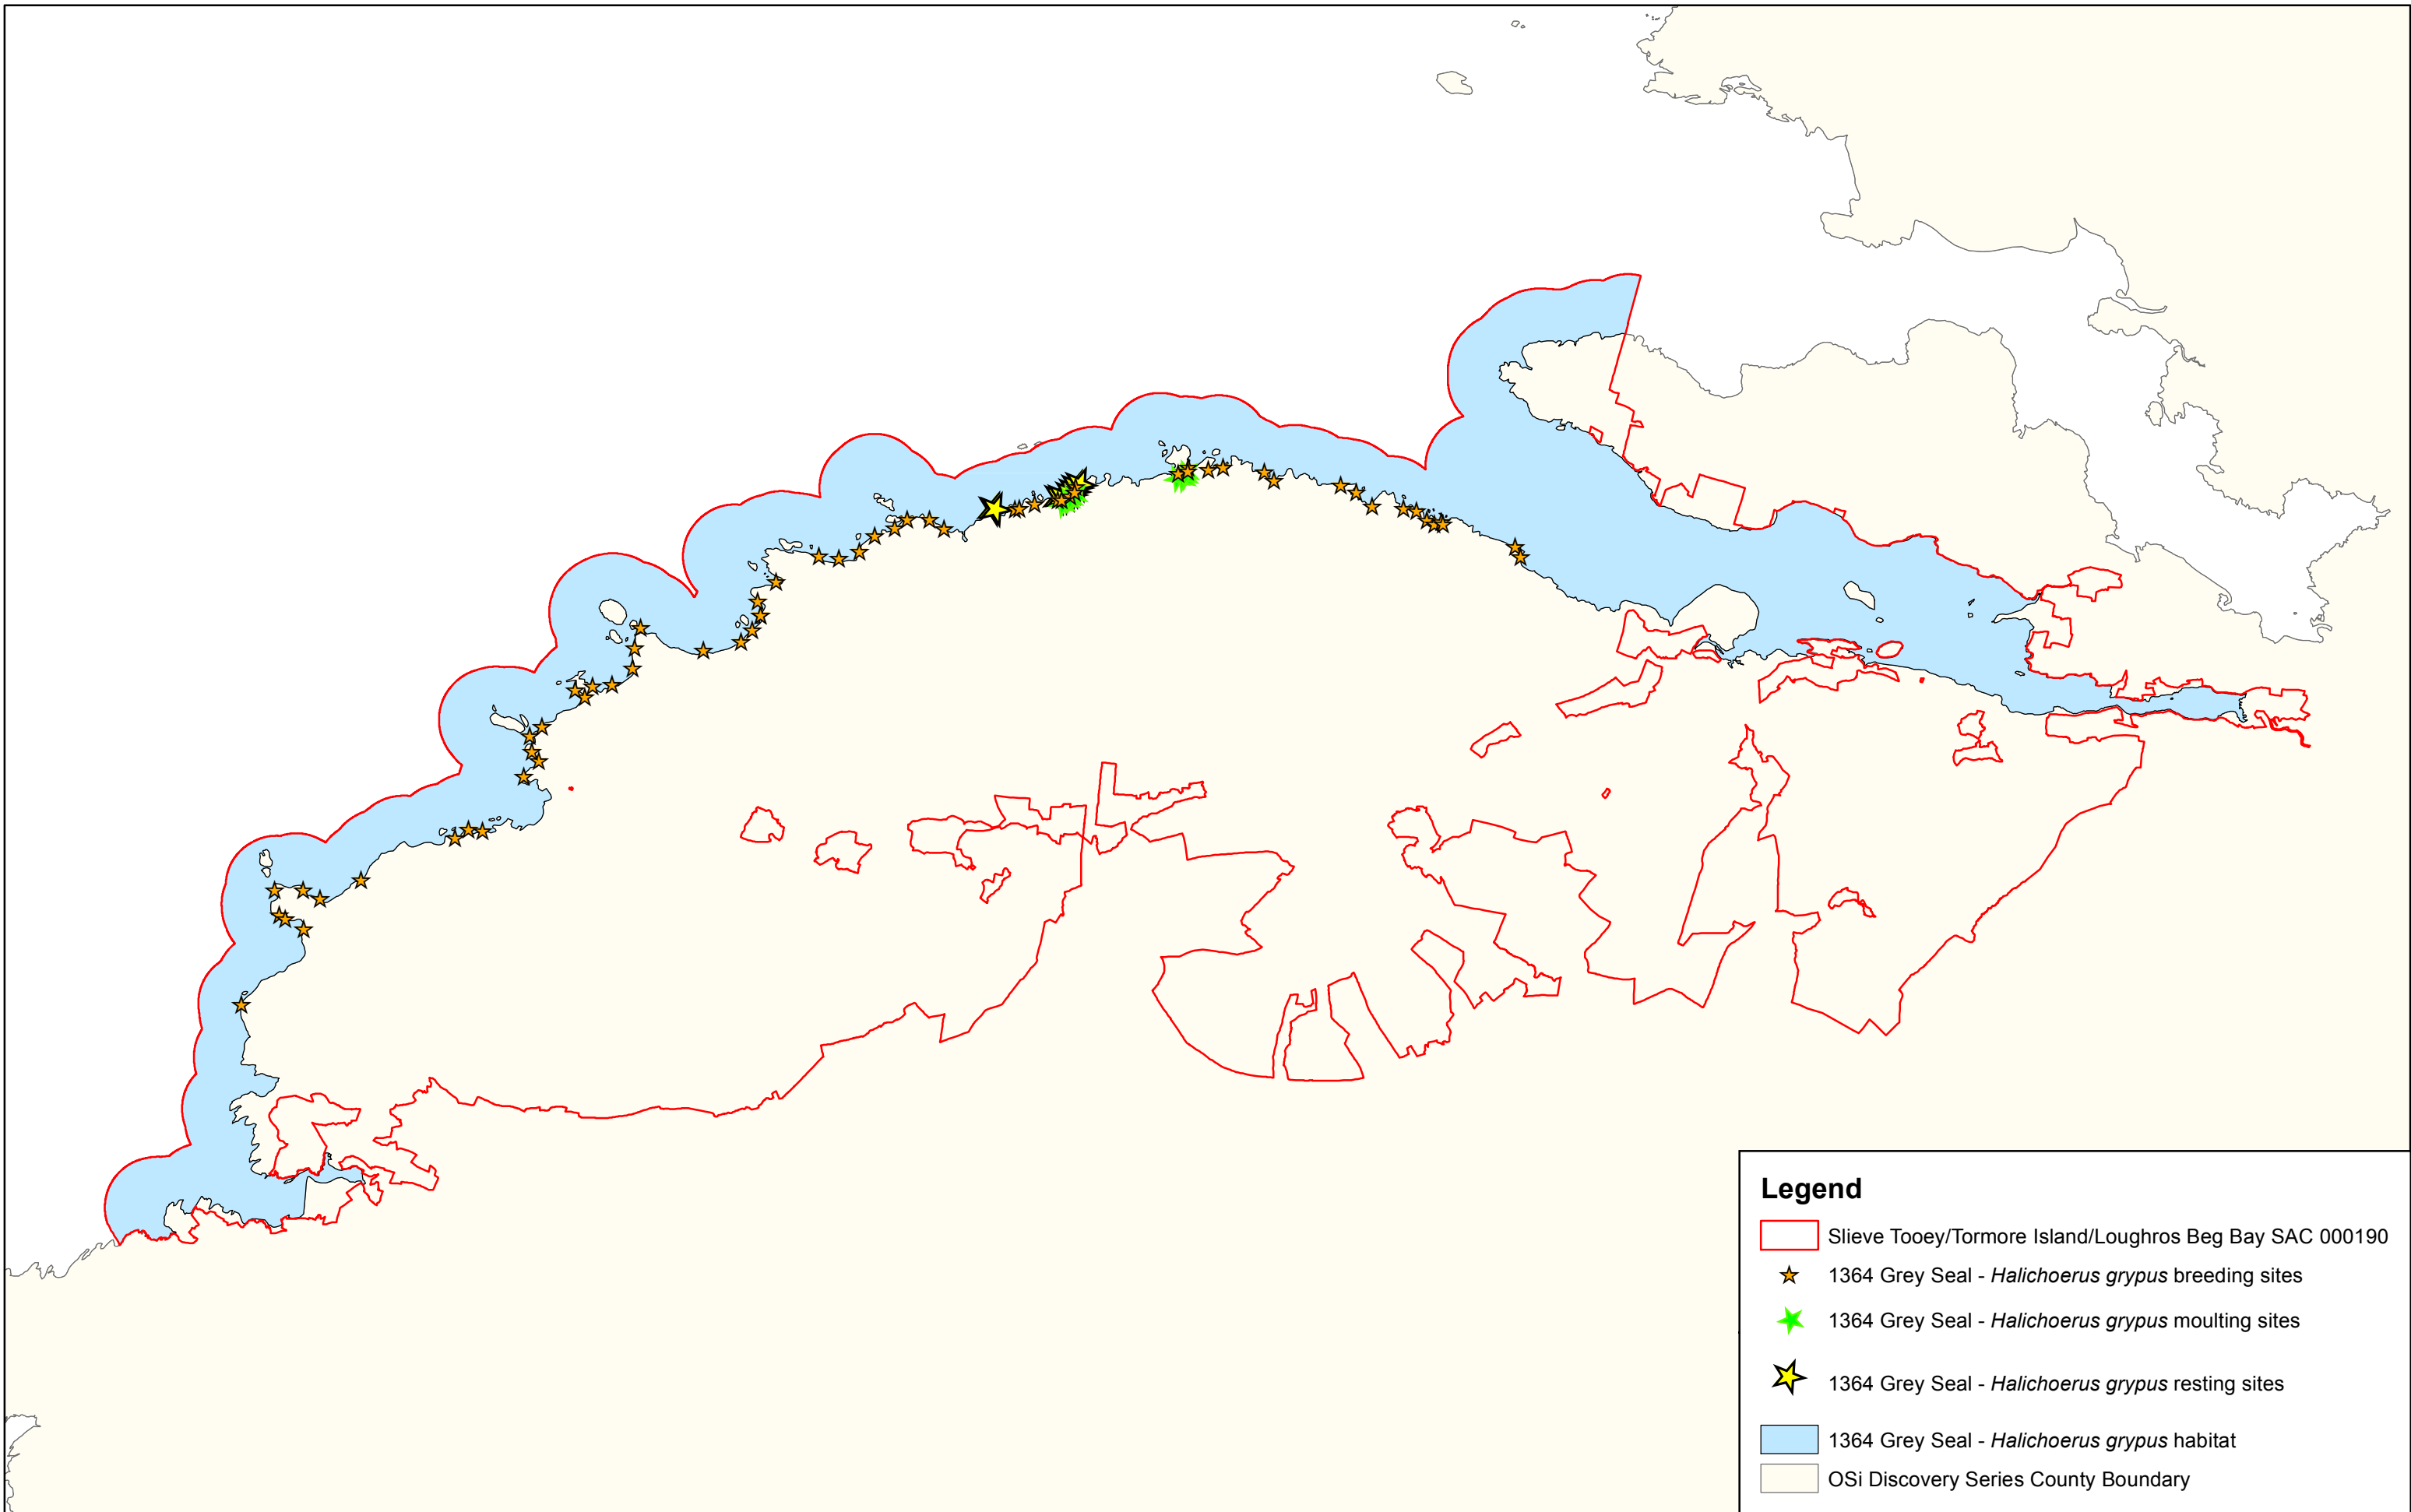 Legend
Slieve Tooey/Tormore Island/Loughros Beg Bay SAC 000190
1364 Grey Seal - Halichoerus grypus breeding sites
1364 Grey Seal - Halichoerus grypus moulting sites
1364 Grey Seal - Halichoerus grypus resting sites
1364 Grey Seal - Halichoerus grypus habitat
OSi Discovery Series County Boundary